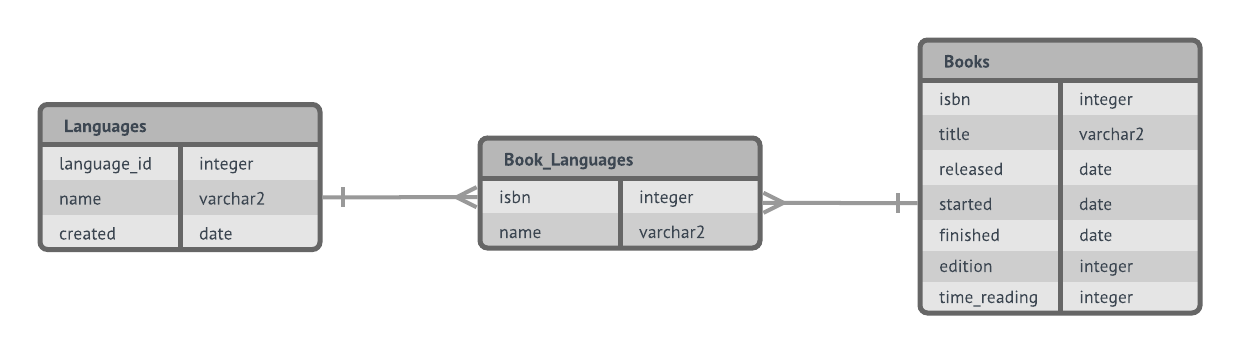 Languages
language_id integer
name varchar2
created date
Book_Languages
isbn integer
name varchar2
Books
isbn integer
title varchar2
released date
started date
finished date
edition integer
time_reading integer